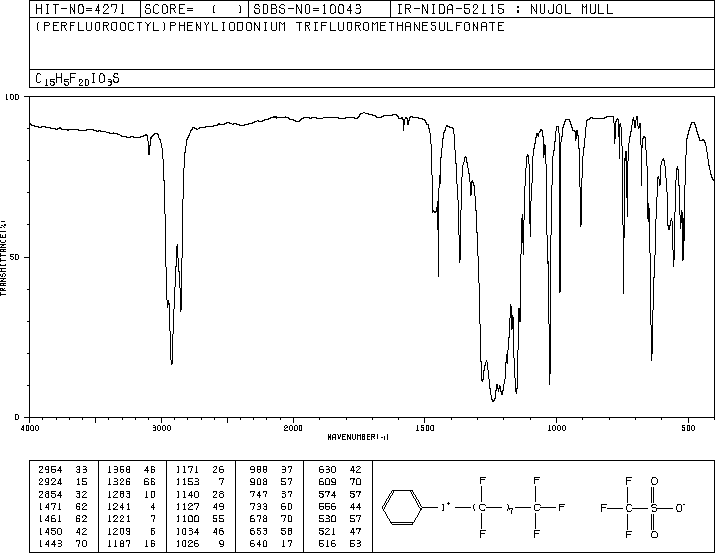 HIT-NO=4271 SCORE= ( ) SDBS-NO=10043 IR-NIDA-52115 : NUJOL MULL
(PERFLUOROOCTYL)PHENYLIODONIUM TRIFLUOROMETHANESULFONATE
C15H5F20IO3S
100
50
0
TRANSMITTANCE(%)
4000 3000 2000 1500 1000 500
WAVENUMBER(-1)
2954 33 1368 46 1171 26 988 37 630 42
2924 15 1326 66 1153 7 908 57 609 70
2854 32 1283 10 1140 28 747 37 574 57
1471 62 1241 4 1127 49 733 60 556 44
1461 62 1221 7 1100 55 678 70 530 57
1450 42 1209 6 1034 46 653 58 521 47
1443 70 1187 16 1026 9 640 17 516 53
F F F O
I+ ( C )7 C F F C S O-
F F F O